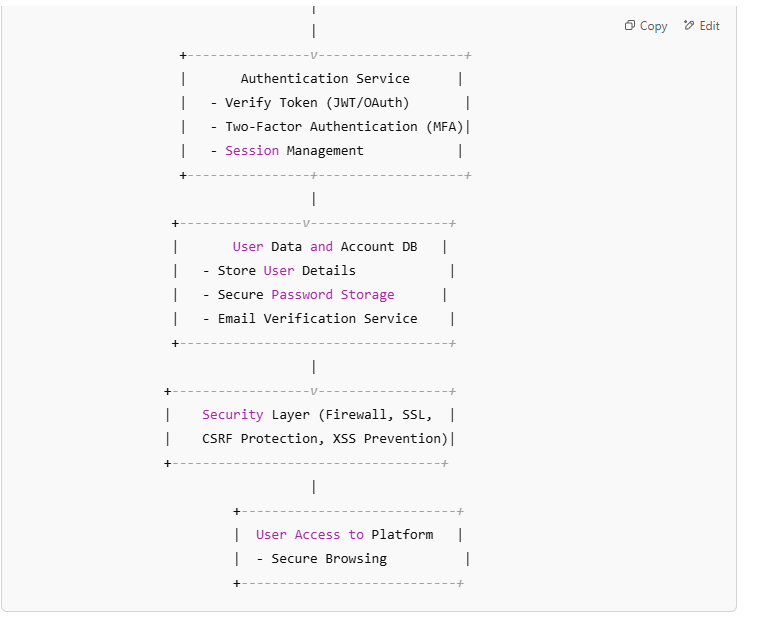 Copy Edit
|
|
+----------------v-------------------+
| Authentication Service |
| - Verify Token (JWT/OAuth) |
| - Two-Factor Authentication (MFA)|
| - Session Management |
+----------------+-------------------+
|
+----------------v------------------+
| User Data and Account DB |
| - Store User Details |
| - Secure Password Storage |
| - Email Verification Service |
+-----------------------------------+
|
+------------------v-----------------+
| Security Layer (Firewall, SSL, |
| CSRF Protection, XSS Prevention)|
+-----------------------------------+
|
+----------------------------+
| User Access to Platform |
| - Secure Browsing |
+----------------------------+